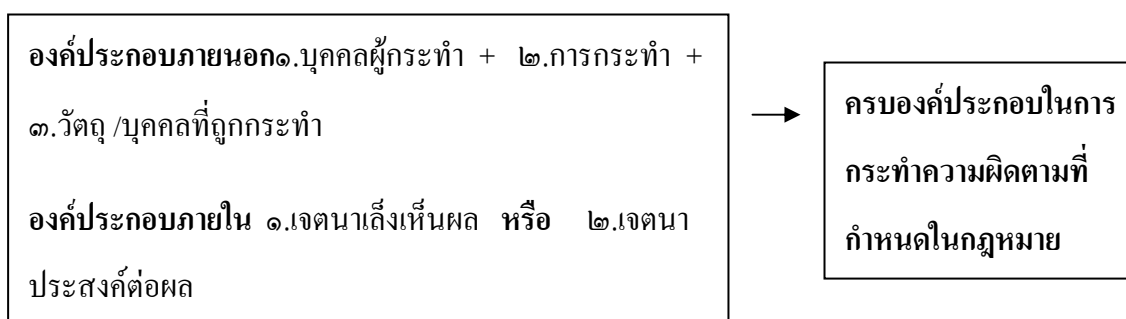 องค์ประกอบภายนอก๑.บุคคลผู้กระทำ + ๒.การกระทำ +
๓.วัตถุ /บุคคลที่ถูกกระทำ
องค์ประกอบภายใน ๑.เจตนาเล็งเห็นผล หรือ ๒.เจตนา
ประสงค์ต่อผล
ครบองค์ประกอบในการ
กระทำความผิดตามที่
กำหนดในกฎหมาย